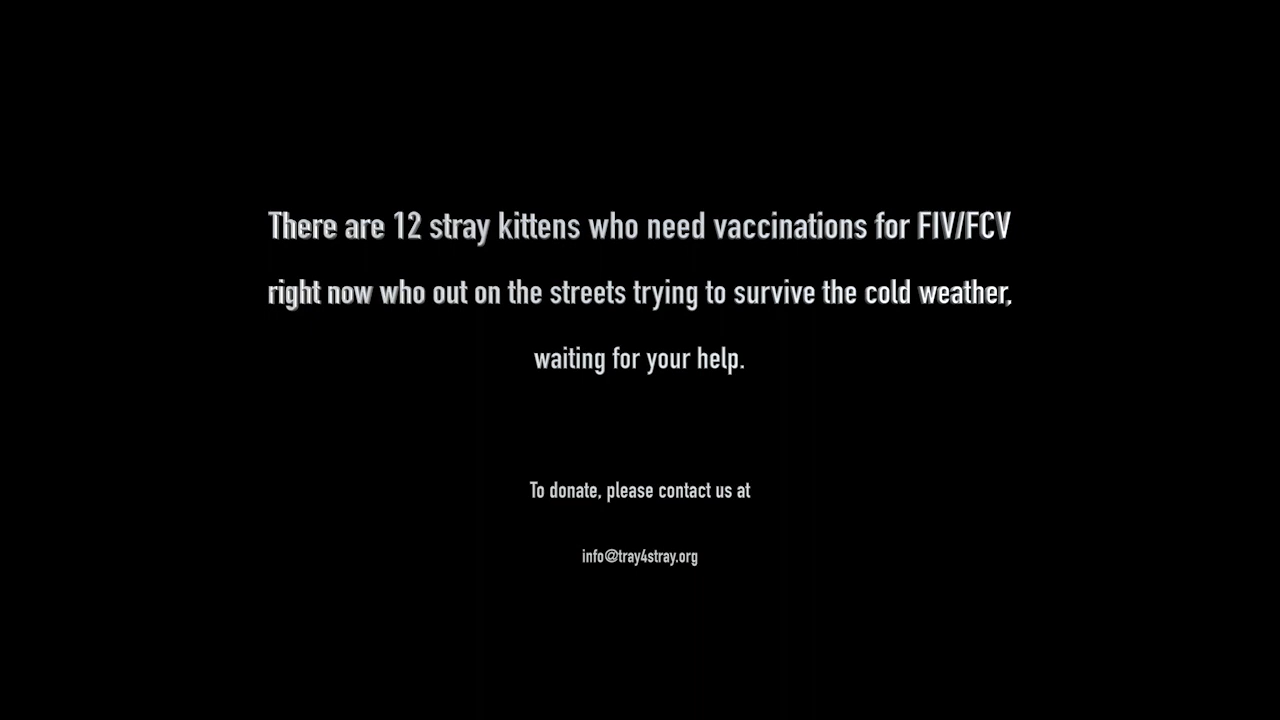 There are 12 stray kittens who need vaccinations for FIV/FCV
right now who out on the streets trying to survive the cold weather,
waiting for your help.
To donate, please contact us at
info@tray4stray.org